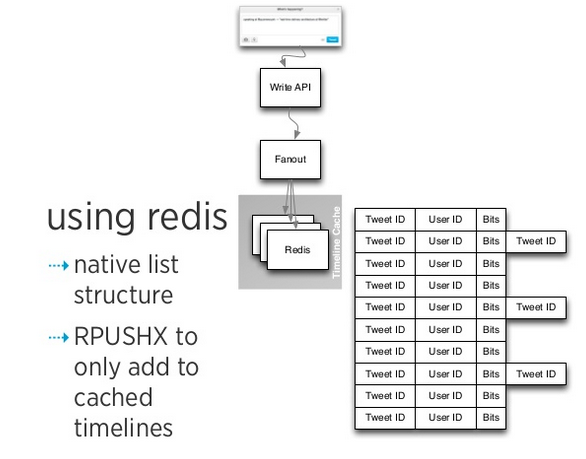 Write API
Fanout
Redis
Timeline Cache
using redis
native list
structure
RPUSHX to
only add to
cached
timelines
Tweet ID User ID Bits
Tweet ID User ID Bits Tweet ID
Tweet ID User ID Bits
Tweet ID User ID Bits
Tweet ID User ID Bits Tweet ID
Tweet ID User ID Bits
Tweet ID User ID Bits
Tweet ID User ID Bits Tweet ID
Tweet ID User ID Bits
Tweet ID User ID Bits